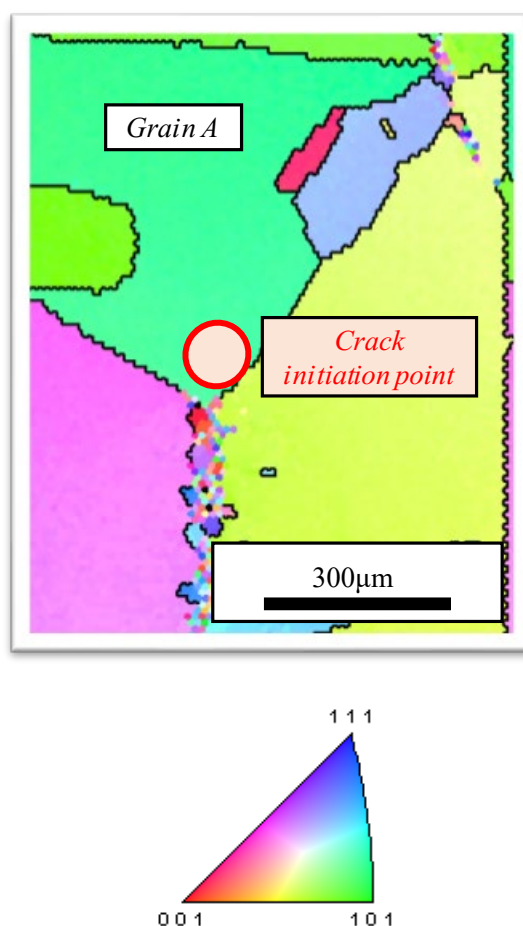 Grain A
Crack
initiation point
300μm
1 1 1
0 0 1
1 0 1